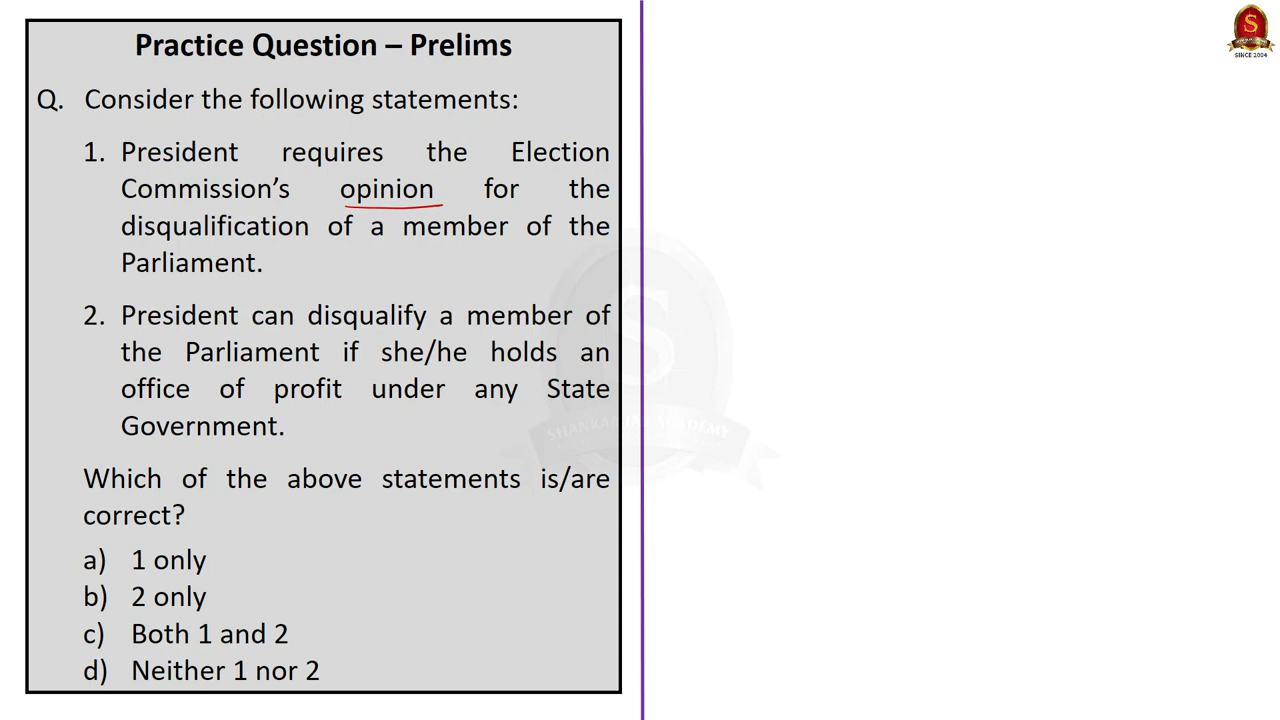 Practice Question – Prelims
Q. Consider the following statements:
1. President requires the Election
Commission's opinion for the
disqualification of a member of the
Parliament.
2. President can disqualify a member of
the Parliament if she/he holds an
office of profit under any State
Government.
Which of the above statements is/are
correct?
a) 1 only
b) 2 only
c) Both 1 and 2
d) Neither 1 nor 2
S
SINCE 2004
S
SHANKAR IAS ACADEMY